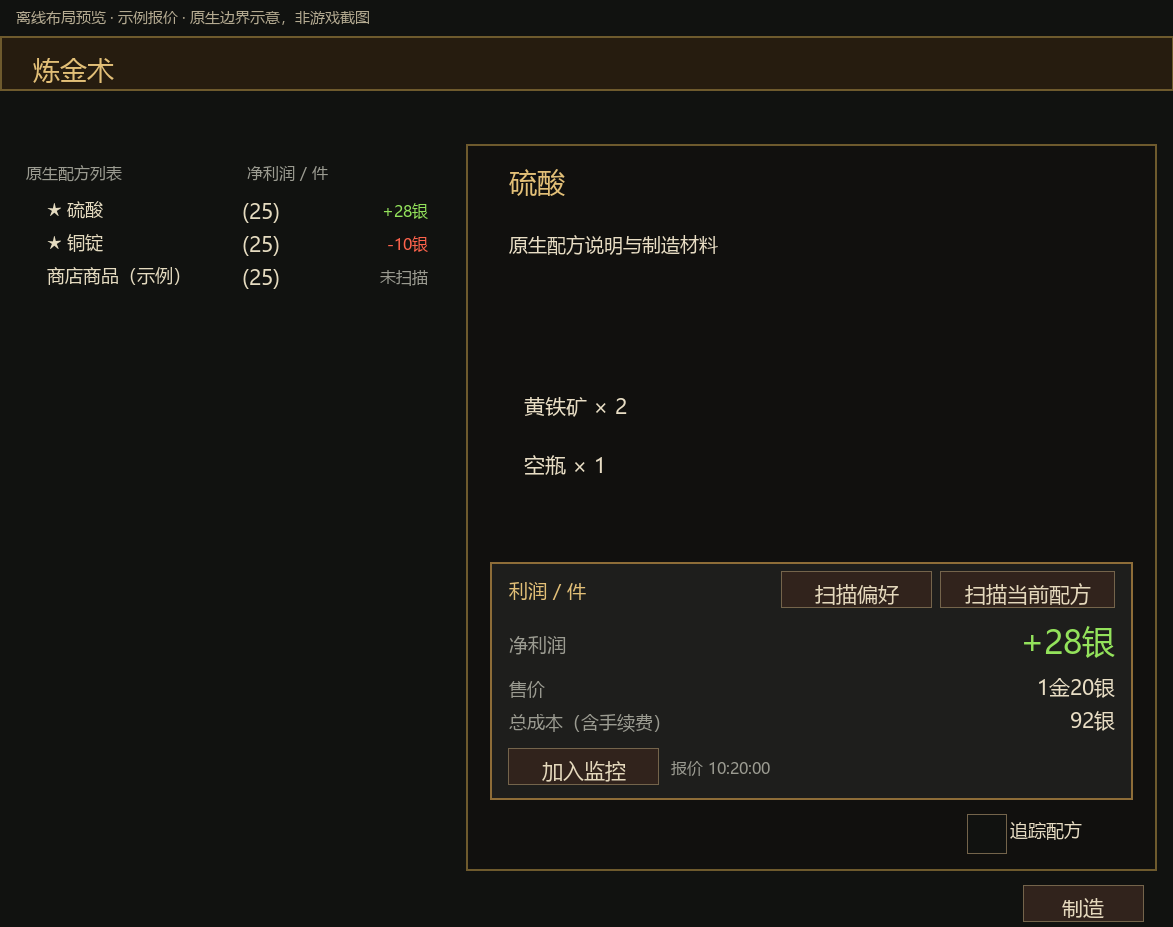 离线布局预览 · 示例报价 · 原生边界示意，非游戏截图
炼金术
原生配方列表 净利润 / 件
★ 硫酸 (25) +28银
★ 铜锭 (25) -10银
商店商品（示例） (25) 未扫描
硫酸
原生配方说明与制造材料
黄铁矿 × 2
空瓶 × 1
利润 / 件 扫描偏好 扫描当前配方
净利润 +28银
售价 1金20银
总成本（含手续费） 92银
加入监控 报价 10:20:00
追踪配方
制造